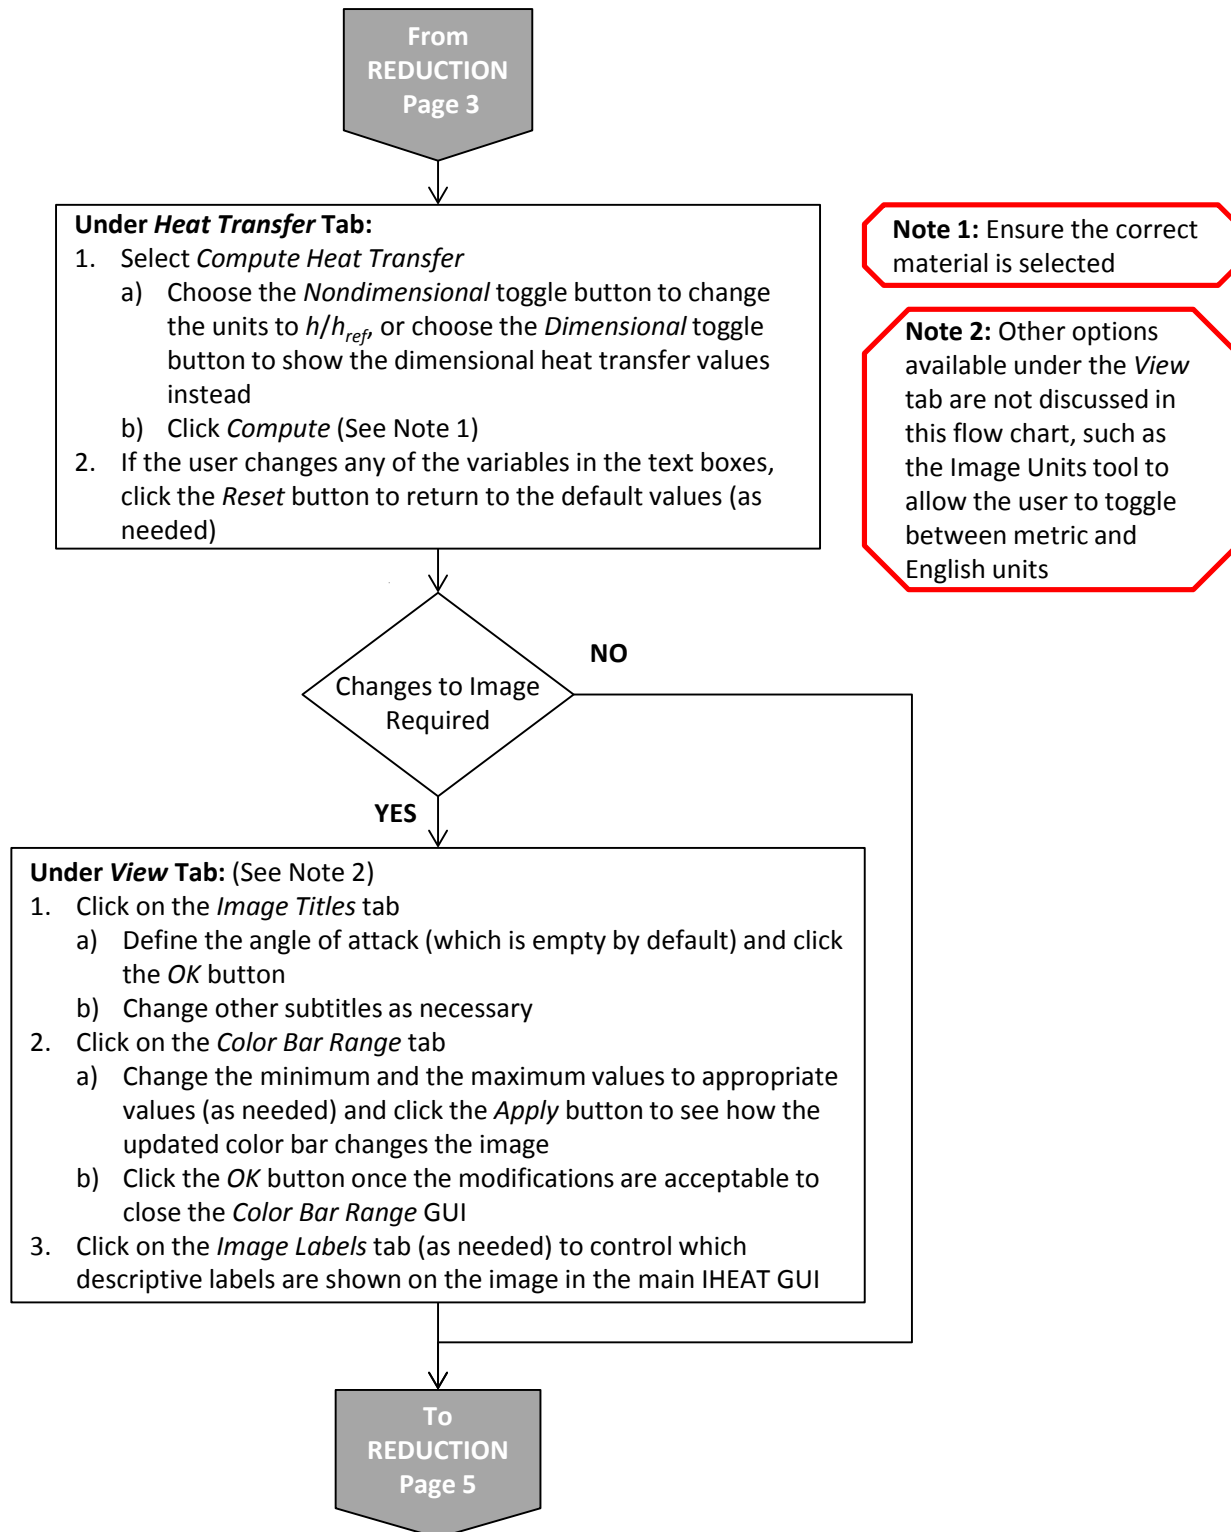 From
REDUCTION
Page 3
Under Heat Transfer Tab:
1. Select Compute Heat Transfer
a) Choose the Nondimensional toggle button to change
the units to h/href, or choose the Dimensional toggle
button to show the dimensional heat transfer values
instead
b) Click Compute (See Note 1)
2. If the user changes any of the variables in the text boxes,
click the Reset button to return to the default values (as
needed)
Note 1: Ensure the correct
material is selected
Note 2: Other options
available under the View
tab are not discussed in
this flow chart, such as
the Image Units tool to
allow the user to toggle
between metric and
English units
Changes to Image
Required
NO
YES
Under View Tab: (See Note 2)
1. Click on the Image Titles tab
a) Define the angle of attack (which is empty by default) and click
the OK button
b) Change other subtitles as necessary
2. Click on the Color Bar Range tab
a) Change the minimum and the maximum values to appropriate
values (as needed) and click the Apply button to see how the
updated color bar changes the image
b) Click the OK button once the modifications are acceptable to
close the Color Bar Range GUI
3. Click on the Image Labels tab (as needed) to control which
descriptive labels are shown on the image in the main IHEAT GUI
To
REDUCTION
Page 5